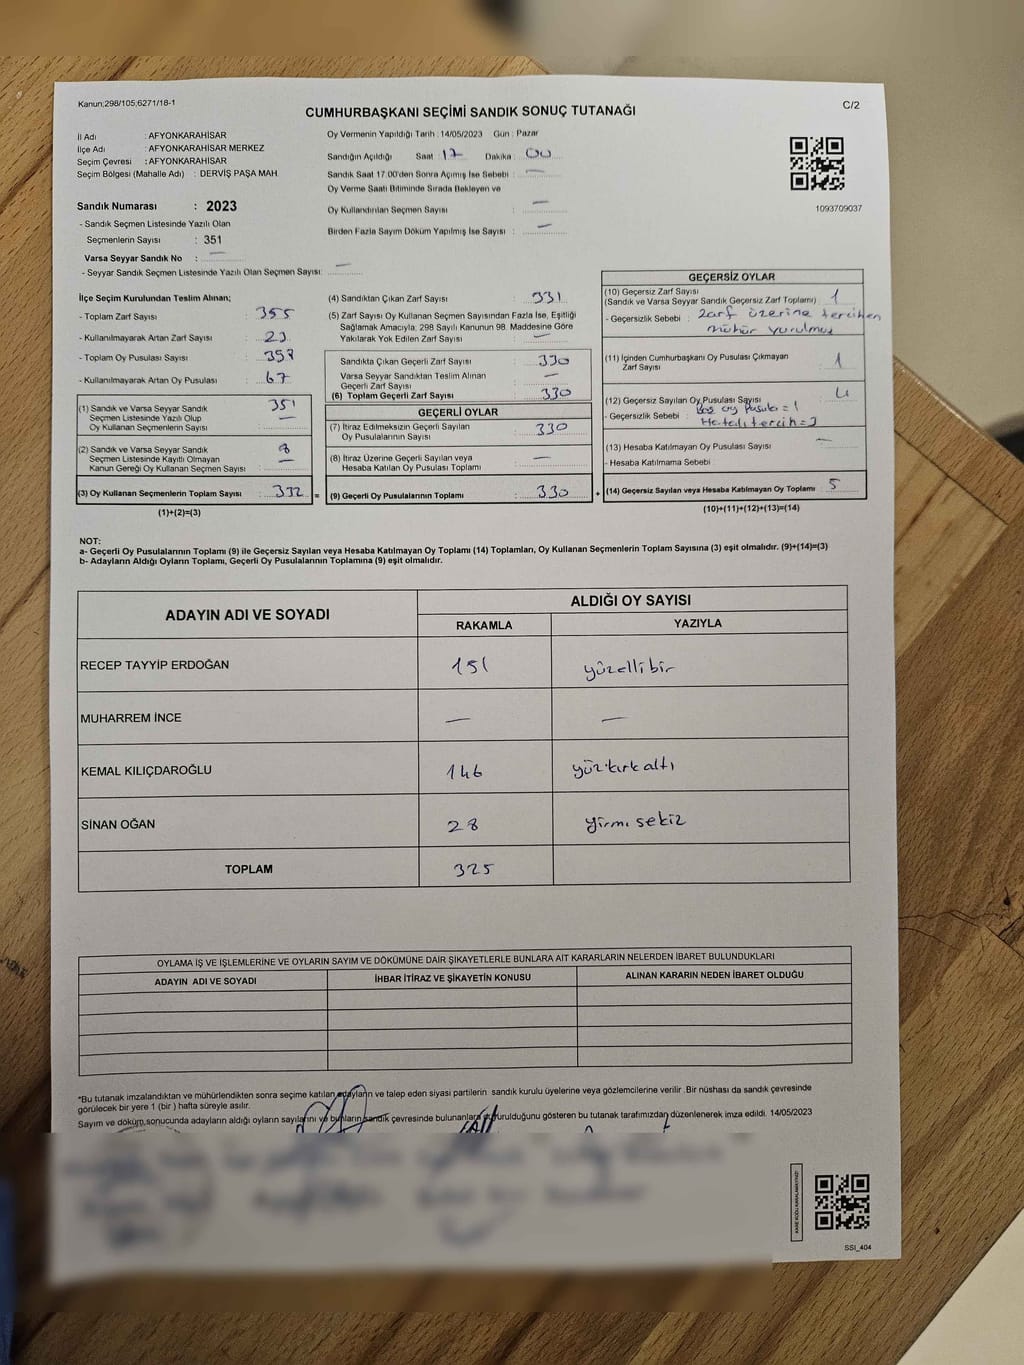 Kanun;298/105;6271/18-1
C/2
CUMHURBAŞKANI SEÇİMİ SANDIK SONUÇ TUTANAĞI
İl Adı : AFYONKARAHİSAR
İlçe Adı : AFYONKARAHİSAR MERKEZ
Seçim Çevresi : AFYONKARAHİSAR
Seçim Bölgesi (Mahalle Adı) : DERVİŞ PAŞA MAH.
Sandık Numarası : 2023
- Sandık Seçmen Listesinde Yazılı Olan
Seçmenlerin Sayısı : 351
Varsa Seyyar Sandık No : —
- Seyyar Sandık Seçmen Listesinde Yazılı Olan Seçmen Sayısı: —
Oy Vermenin Yapıldığı Tarih : 14/05/2023 Gün : Pazar
Sandığın Açıldığı Saat 17 Dakika 00
Sandık Saat 17.00'den Sonra Açılmış İse Sebebi : —
Oy Verme Saati Bitiminde Sırada Bekleyen ve
Oy Kullandırılan Seçmen Sayısı : —
Birden Fazla Sayım Döküm Yapılmış İse Sayısı : —
1093709037
İlçe Seçim Kurulundan Teslim Alınan;
- Toplam Zarf Sayısı : 355
- Kullanılmayarak Artan Zarf Sayısı : 23
- Toplam Oy Pusulası Sayısı : 397
- Kullanılmayarak Artan Oy Pusulası : 67
(1) Sandık ve Varsa Seyyar Sandık 351
Seçmen Listesinde Yazılı Olup —
Oy Kullanan Seçmenlerin Sayısı :
(2) Sandık ve Varsa Seyyar Sandık 8
Seçmen Listesinde Kayıtlı Olmayan —
Kanun Gereği Oy Kullanan Seçmen Sayısı :
(3) Oy Kullanan Seçmenlerin Toplam Sayısı : 332 =
(1)+(2)=(3)
(4) Sandıktan Çıkan Zarf Sayısı : 331
(5) Zarf Sayısı Oy Kullanan Seçmen Sayısından Fazla İse, Eşitliği
Sağlamak Amacıyla, 298 Sayılı Kanunun 98. Maddesine Göre
Yakılarak Yok Edilen Zarf Sayısı : —
Sandıkta Çıkan Geçerli Zarf Sayısı : 330
Varsa Seyyar Sandıktan Teslim Alınan
Geçerli Zarf Sayısı : —
(6) Toplam Geçerli Zarf Sayısı : 330
GEÇERLİ OYLAR
(7) İtiraz Edilmeksizin Geçerli Sayılan
Oy Pusulalarının Sayısı : 330
(8) İtiraz Üzerine Geçerli Sayılan veya
Hesaba Katılan Oy Pusulası Toplamı : —
(9) Geçerli Oy Pusulalarının Toplamı : 330 +
GEÇERSİZ OYLAR
(10) Geçersiz Zarf Sayısı
(Sandık ve Varsa Seyyar Sandık Geçersiz Zarf Toplamı) : 1
- Geçersizlik Sebebi : Zarf üzerine tercihen
mühür vurulmuş
(11) İçinden Cumhurbaşkanı Oy Pusulası Çıkmayan
Zarf Sayısı : 1
(12) Geçersiz Sayılan Oy Pusulası Sayısı : 4
- Geçersizlik Sebebi : Boş oy pusula=1
Hatalı tercih=3
(13) Hesaba Katılmayan Oy Pusulası Sayısı : —
- Hesaba Katılmama Sebebi
(14) Geçersiz Sayılan veya Hesaba Katılmayan Oy Toplamı : 5
(10)+(11)+(12)+(13)=(14)
NOT:
a- Geçerli Oy Pusulalarının Toplamı (9) ile Geçersiz Sayılan veya Hesaba Katılmayan Oy Toplamı (14) Toplamları, Oy Kullanan Seçmenlerin Toplam Sayısına (3) eşit olmalıdır. (9)+(14)=(3)
b- Adayların Aldığı Oyların Toplamı, Geçerli Oy Pusulalarının Toplamına (9) eşit olmalıdır.
ADAYIN ADI VE SOYADI ALDIĞI OY SAYISI
RAKAMLA YAZIYLA
RECEP TAYYİP ERDOĞAN 151 yüzellibir
MUHARREM İNCE — —
KEMAL KILIÇDAROĞLU 146 yüzkırkaltı
SİNAN OĞAN 28 yirmi sekiz
TOPLAM 325
OYLAMA İŞ VE İŞLEMLERİNE VE OYLARIN SAYIM VE DÖKÜMÜNE DAİR ŞİKAYETLERLE BUNLARA AİT KARARLARIN NELERDEN İBARET BULUNDUKLARI
ADAYIN ADI VE SOYADI İHBAR İTİRAZ VE ŞİKAYETİN KONUSU ALINAN KARARIN NEDEN İBARET OLDUĞU
*Bu tutanak imzalandıktan ve mühürlendikten sonra seçime katılan adayların ve talep eden siyasi partilerin sandık kurulu üyelerine veya gözlemcilerine verilir .Bir nüshası da sandık çevresinde
görülecek bir yere 1 (bir ) hafta süreyle asılır.
Sayım ve döküm sonucunda adayların aldığı oyların sayılarını ve bunların sandık çevresinde bulunanlara duyurulduğunu gösteren bu tutanak tarafımızdan düzenlenerek imza edildi. 14/05/2023
SSI_404